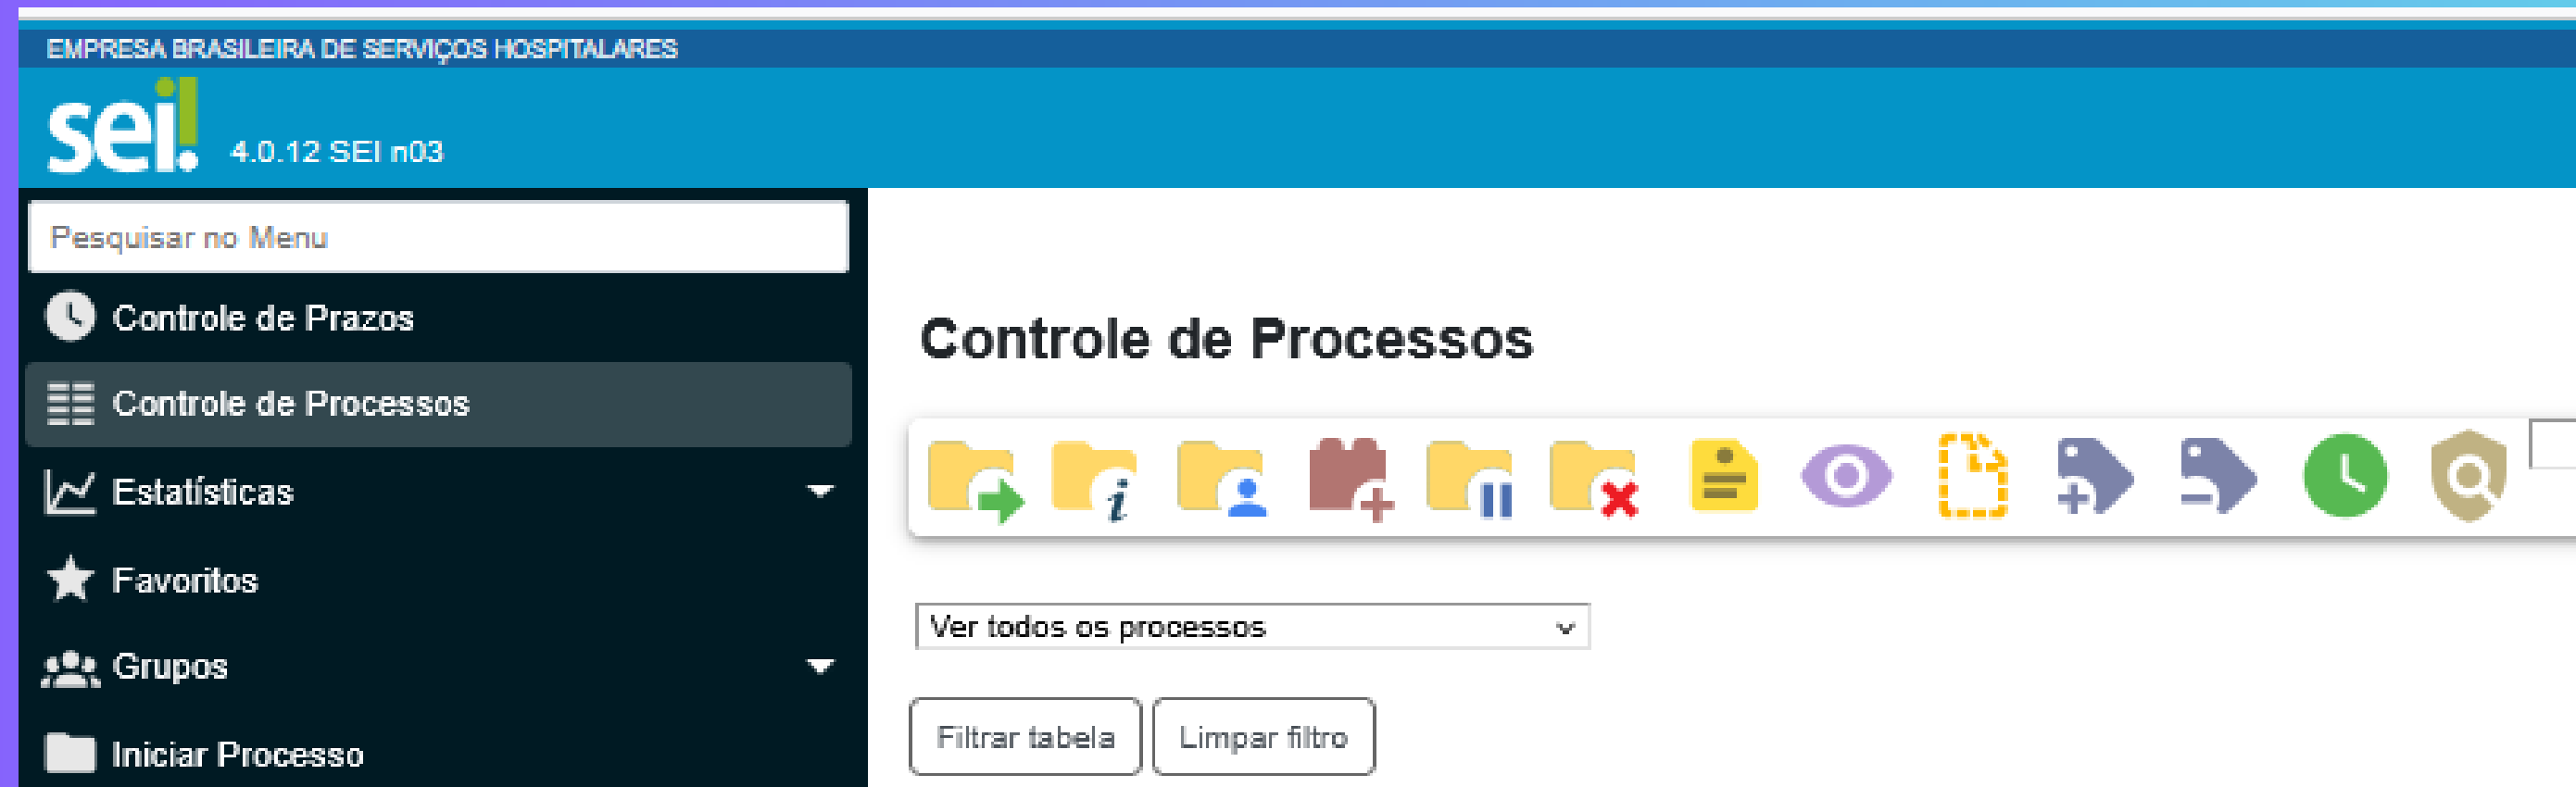 EMPRESA BRASILEIRA DE SERVIÇOS HOSPITALARES
sei!
4.0.12 SEI n03
Pesquisar no Menu
Controle de Prazos
Controle de Processos
Estatísticas
Favoritos
Grupos
Iniciar Processo
Controle de Processos
Ver todos os processos
Filtrar tabela
Limpar filtro